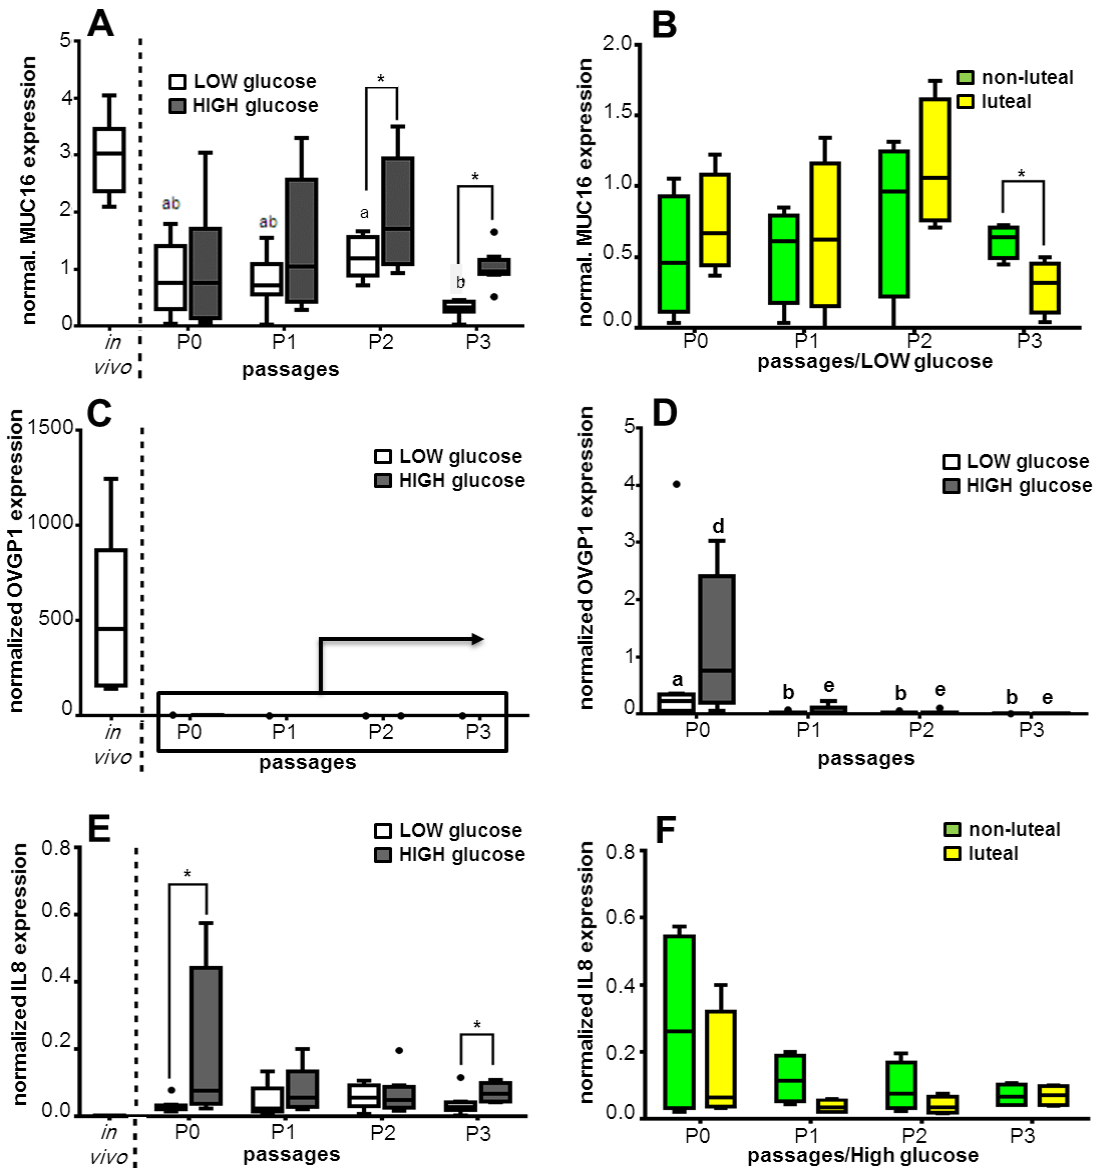 A
normal. MUC16 expression
5
4
3
2
1
0
LOW glucose
HIGH glucose
ab
ab
a
*
b
*
in
vivo
P0
P1
P2
P3
passages
B
normal. MUC16 expression
2.0
1.5
1.0
0.5
0.0
non-luteal
luteal
*
P0
P1
P2
P3
passages/LOW glucose
C
normalized OVGP1 expression
1500
1000
500
0
LOW glucose
HIGH glucose
in
vivo
P0
P1
P2
P3
passages
D
normalized OVGP1 expression
5
4
3
2
1
0
LOW glucose
HIGH glucose
a
d
b
e
b
e
b
e
P0
P1
P2
P3
passages
E
normalized IL8 expression
0.8
0.6
0.4
0.2
0.0
LOW glucose
HIGH glucose
*
*
in
vivo
P0
P1
P2
P3
passages
F
normalized IL8 expression
0.8
0.6
0.4
0.2
0.0
non-luteal
luteal
P0
P1
P2
P3
passages/High glucose